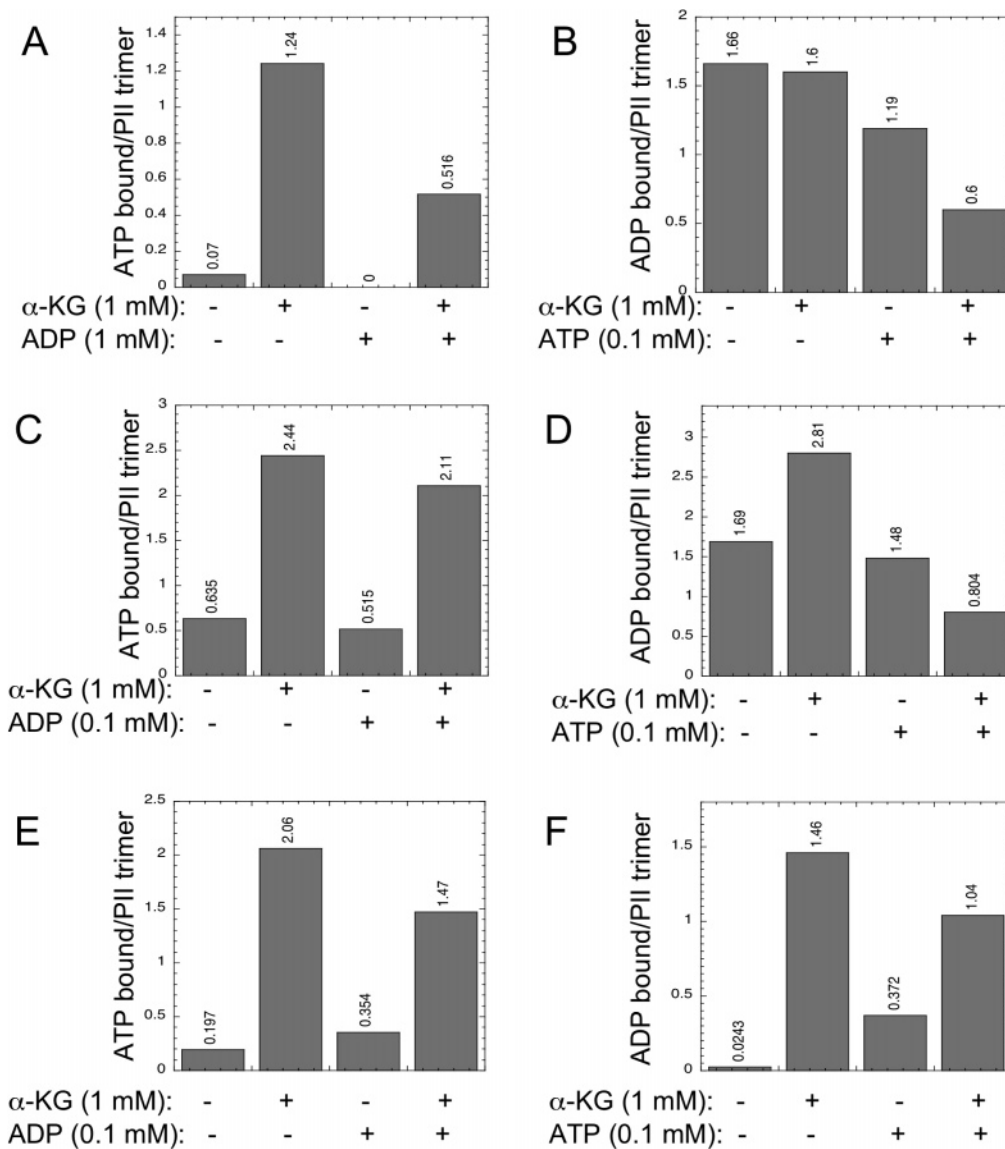 A
ATP bound/PII trimer
1.4
1.2
1
0.8
0.6
0.4
0.2
0
0.07
1.24
0
0.516
α-KG (1 mM): - + - +
ADP (1 mM): - - + +
B
ADP bound/PII trimer
2
1.5
1
0.5
0
1.66
1.6
1.19
0.6
α-KG (1 mM): - + - +
ATP (0.1 mM): - - + +
C
ATP bound/PII trimer
3
2.5
2
1.5
1
0.5
0
0.635
2.44
0.515
2.11
α-KG (1 mM): - + - +
ADP (0.1 mM): - - + +
D
ADP bound/PII trimer
3
2.5
2
1.5
1
0.5
0
1.69
2.81
1.48
0.804
α-KG (1 mM): - + - +
ATP (0.1 mM): - - + +
E
ATP bound/PII trimer
2.5
2
1.5
1
0.5
0
0.197
2.06
0.354
1.47
α-KG (1 mM): - + - +
ADP (0.1 mM): - - + +
F
ADP bound/PII trimer
1.5
1
0.5
0
0.0243
1.46
0.372
1.04
α-KG (1 mM): - + - +
ATP (0.1 mM): - - + +